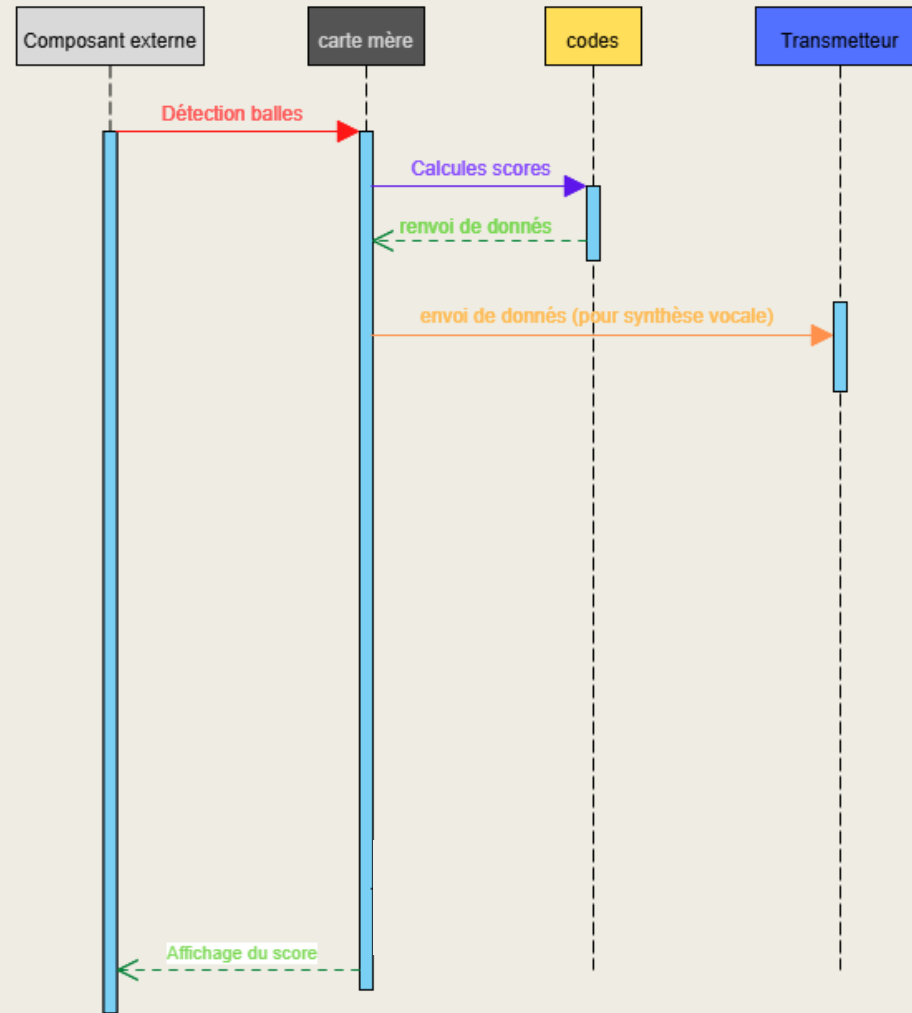 Composant externe
carte mère
codes
Transmetteur
Détection balles
Calcules scores
renvoi de donnés
envoi de donnés (pour synthèse vocale)
Affichage du score